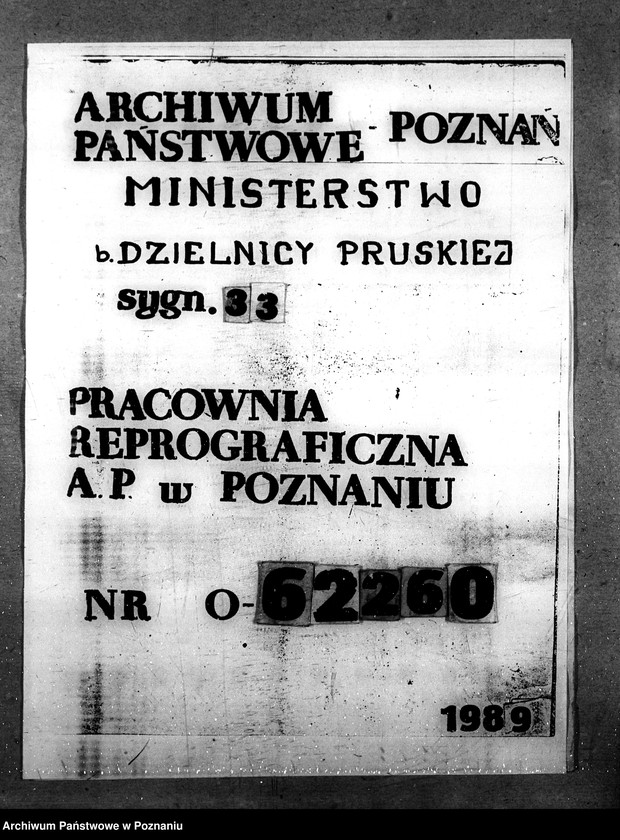 ARCHIWUM
PAŃSTWOWE - POZNAŃ
MINISTERSTWO
b. DZIELNICY PRUSKIEJ
sygn. 33
PRACOWNIA
REPROGRAFICZNA
A. P. w POZNANIU
NR O-62260
1989
Archiwum Państwowe w Poznaniu